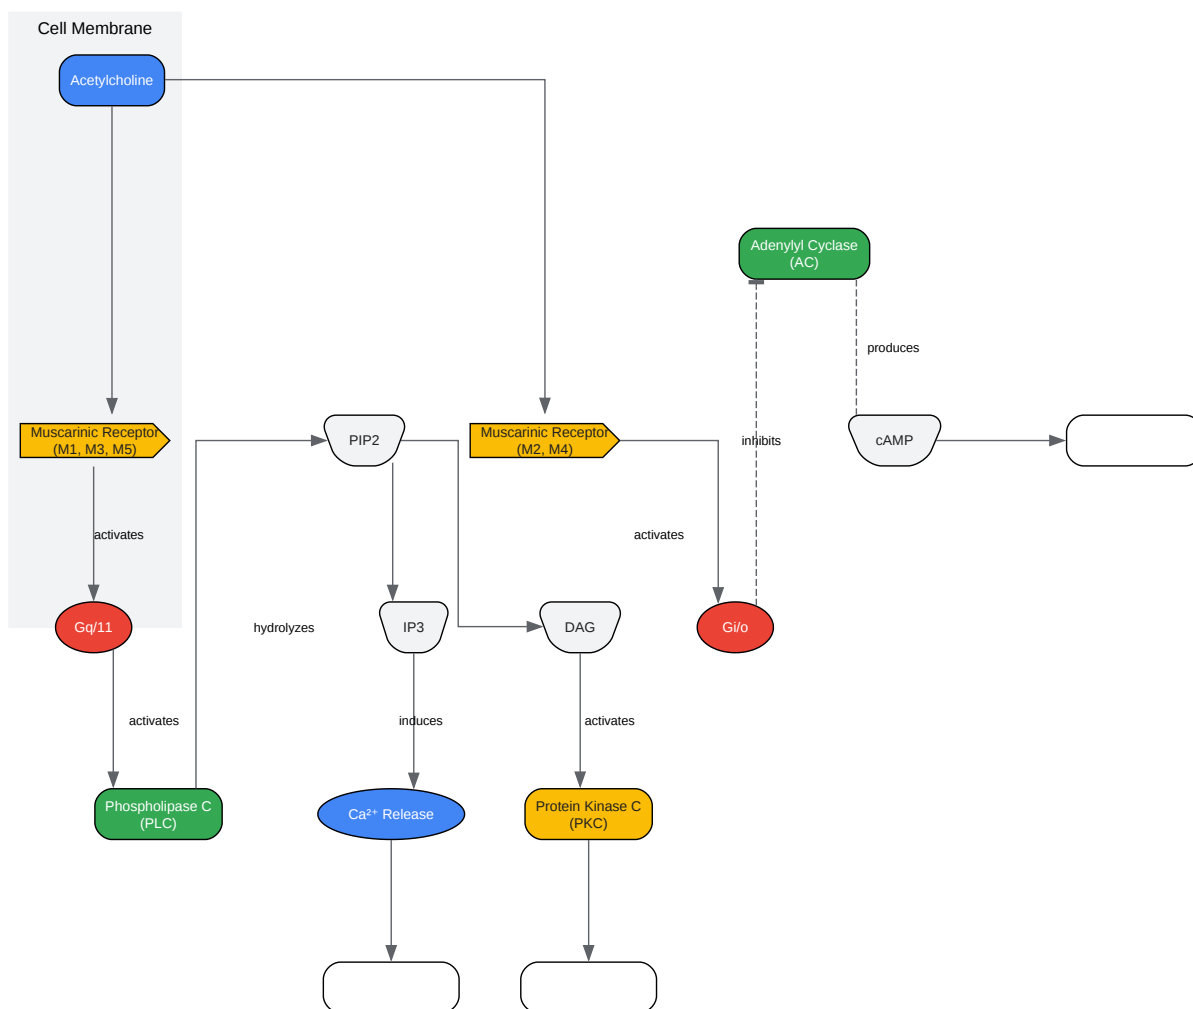 Cell Membrane
Acetylcholine
Adenylyl Cyclase
(AC)
produces
Muscarinic Receptor
(M1, M3, M5)
PIP2
Muscarinic Receptor
(M2, M4)
inhibits
cAMP
activates
activates
Gq/11
hydrolyzes
IP3
DAG
Gi/o
activates
induces
activates
Phospholipase C
(PLC)
Ca²⁺ Release
Protein Kinase C
(PKC)